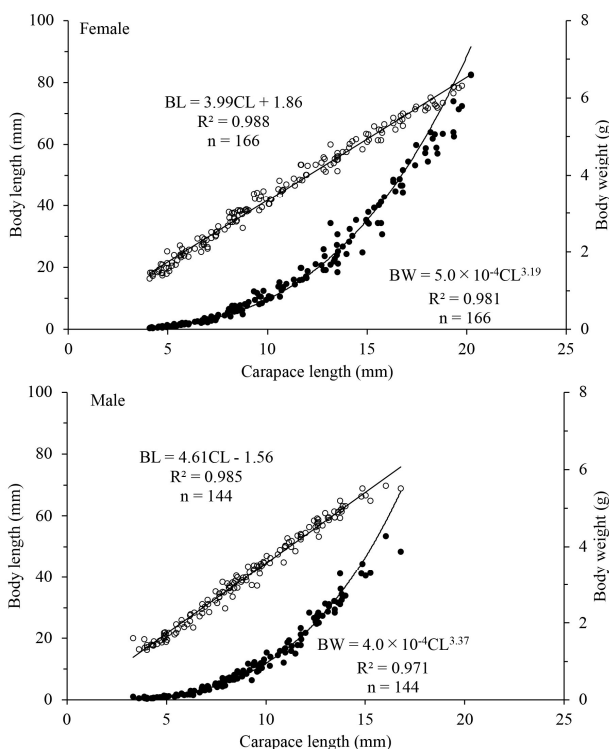 Female
100
80
60
40
20
0
Body length (mm)
BL = 3.99CL + 1.86
R² = 0.988
n = 166
BW = 5.0 × 10⁻⁴CL³·¹⁹
R² = 0.981
n = 166
8
6
4
2
0
Body weight (g)
0 5 10 15 20 25
Carapace length (mm)
Male
100
80
60
40
20
0
Body length (mm)
BL = 4.61CL - 1.56
R² = 0.985
n = 144
BW = 4.0 × 10⁻⁴CL³·³⁷
R² = 0.971
n = 144
8
6
4
2
0
Body weight (g)
0 5 10 15 20 25
Carapace length (mm)